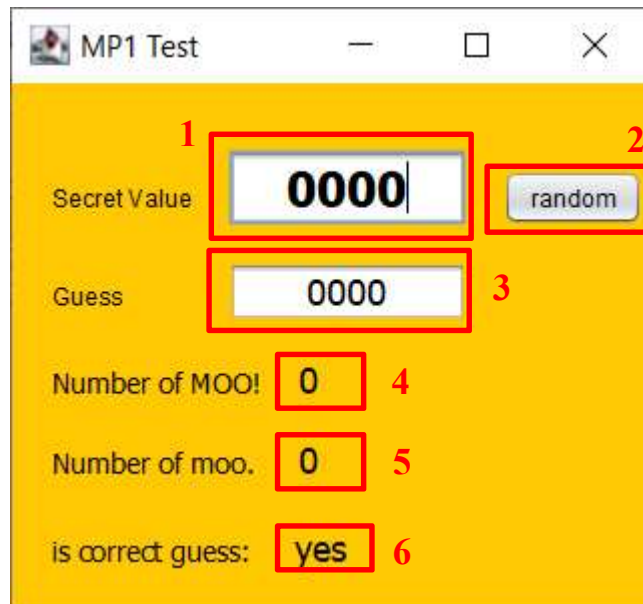 MP1 Test
1
2
Secret Value 0000 random
Guess 0000 3
Number of MOO! 0 4
Number of moo. 0 5
is correct guess: yes 6